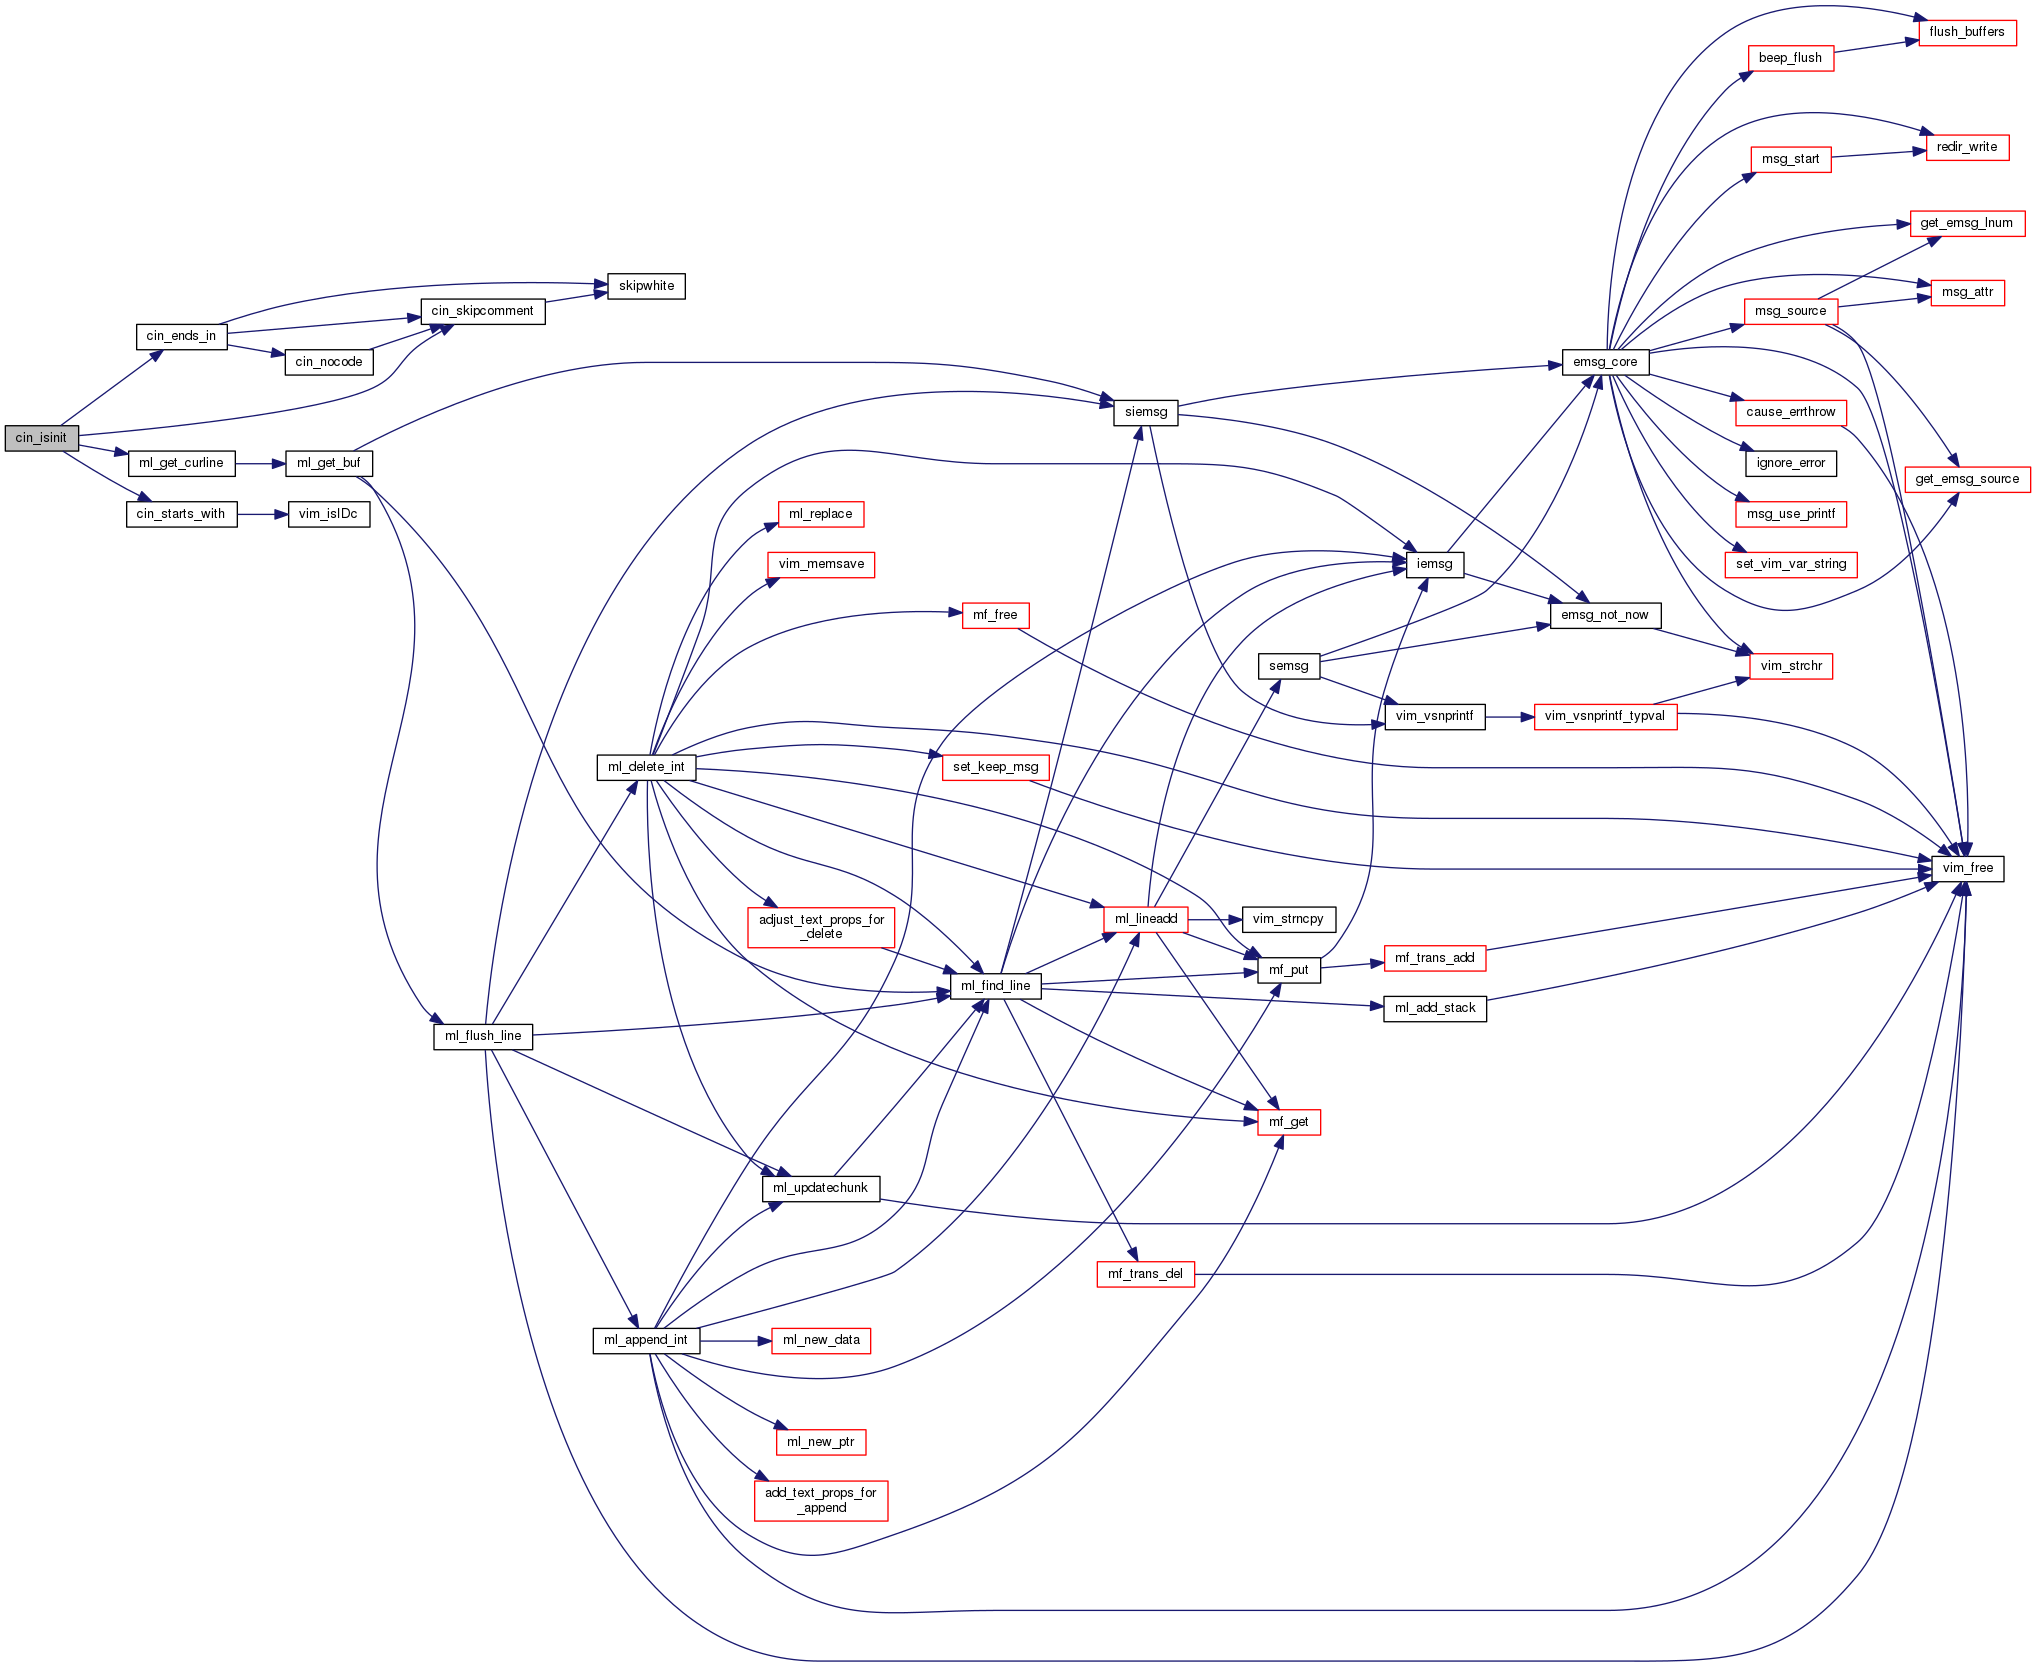 flush_buffers
beep_flush
redir_write
msg_start
get_emsg_lnum
skipwhite
msg_attr
cin_skipcomment
msg_source
cin_ends_in
cin_nocode
emsg_core
siemsg
cause_errthrow
cin_isinit
ml_get_curline
ml_get_buf
ignore_error
get_emsg_source
cin_starts_with
vim_isIDc
ml_replace
msg_use_printf
vim_memsave
iemsg
set_vim_var_string
mf_free
emsg_not_now
semsg
vim_strchr
vim_vsnprintf
vim_vsnprintf_typval
ml_delete_int
set_keep_msg
vim_free
adjust_text_props_for
_delete
ml_lineadd
vim_strncpy
mf_trans_add
mf_put
ml_find_line
ml_add_stack
ml_flush_line
mf_get
ml_updatechunk
mf_trans_del
ml_append_int
ml_new_data
ml_new_ptr
add_text_props_for
_append